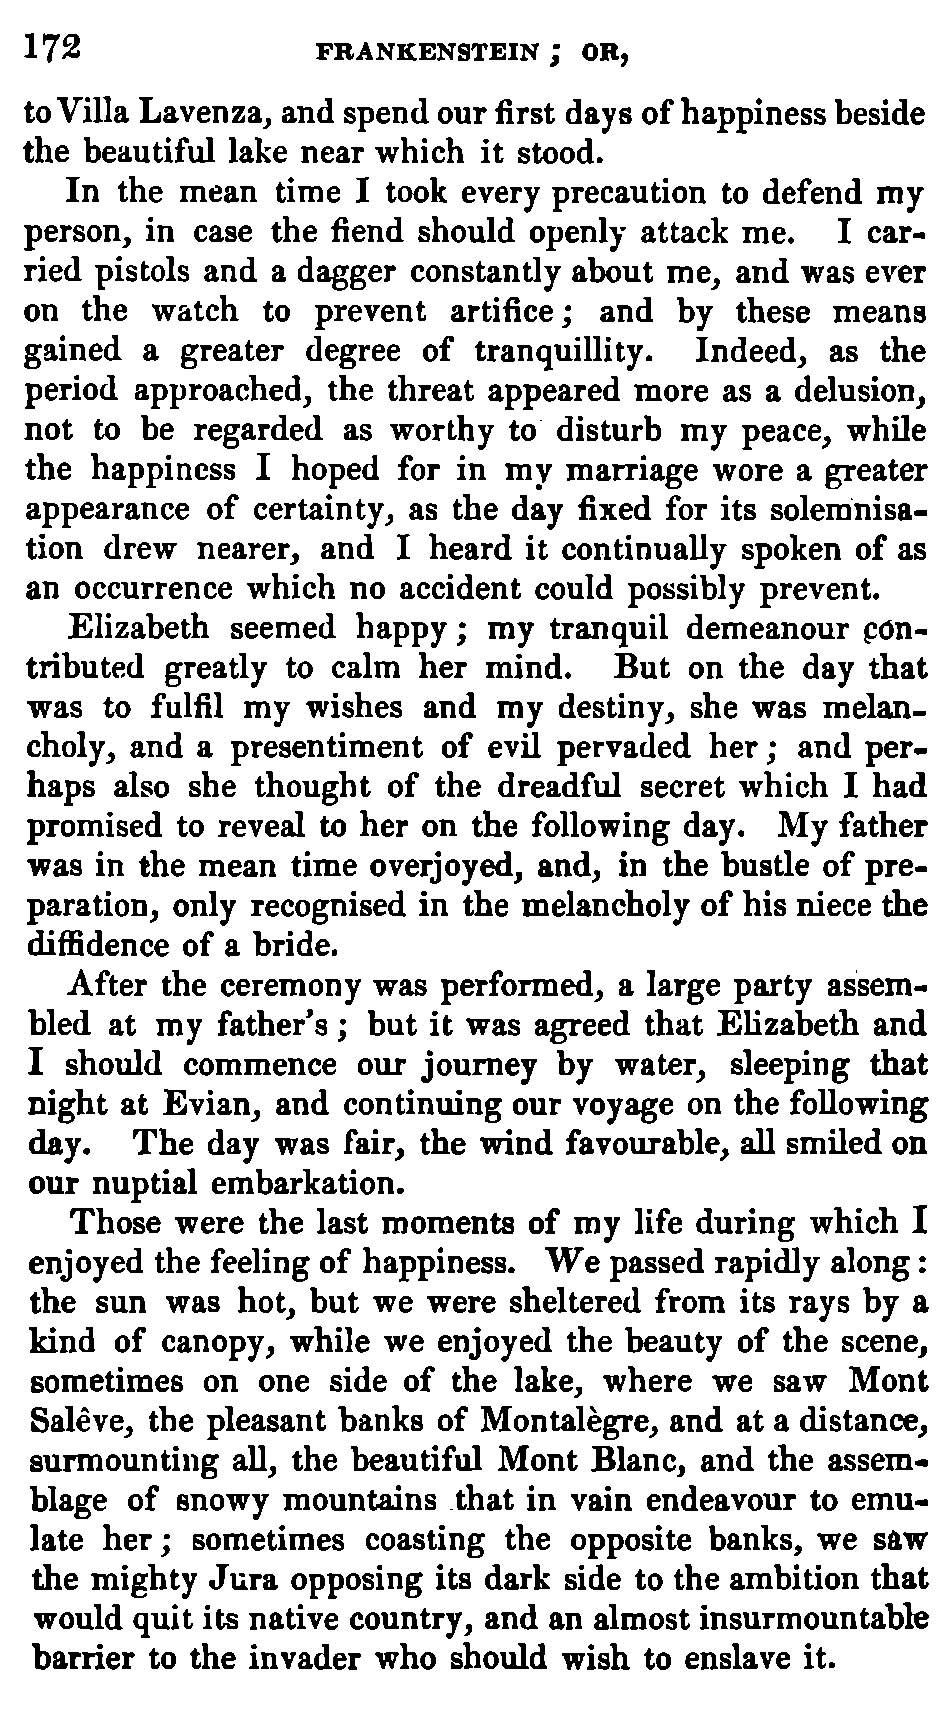 172 FRANKENSTEIN ; OR,
to Villa Lavenza, and spend our first days of happiness beside
the beautiful lake near which it stood.
In the mean time I took every precaution to defend my
person, in case the fiend should openly attack me. I car-
ried pistols and a dagger constantly about me, and was ever
on the watch to prevent artifice ; and by these means
gained a greater degree of tranquillity. Indeed, as the
period approached, the threat appeared more as a delusion,
not to be regarded as worthy to disturb my peace, while
the happiness I hoped for in my marriage wore a greater
appearance of certainty, as the day fixed for its solemnisa-
tion drew nearer, and I heard it continually spoken of as
an occurrence which no accident could possibly prevent.
Elizabeth seemed happy ; my tranquil demeanour con-
tributed greatly to calm her mind. But on the day that
was to fulfil my wishes and my destiny, she was melan-
choly, and a presentiment of evil pervaded her ; and per-
haps also she thought of the dreadful secret which I had
promised to reveal to her on the following day. My father
was in the mean time overjoyed, and, in the bustle of pre-
paration, only recognised in the melancholy of his niece the
diffidence of a bride.
After the ceremony was performed, a large party assem-
bled at my father's ; but it was agreed that Elizabeth and
I should commence our journey by water, sleeping that
night at Evian, and continuing our voyage on the following
day. The day was fair, the wind favourable, all smiled on
our nuptial embarkation.
Those were the last moments of my life during which I
enjoyed the feeling of happiness. We passed rapidly along :
the sun was hot, but we were sheltered from its rays by a
kind of canopy, while we enjoyed the beauty of the scene,
sometimes on one side of the lake, where we saw Mont
Salêve, the pleasant banks of Montalègre, and at a distance,
surmounting all, the beautiful Mont Blanc, and the assem-
blage of snowy mountains that in vain endeavour to emu-
late her ; sometimes coasting the opposite banks, we saw
the mighty Jura opposing its dark side to the ambition that
would quit its native country, and an almost insurmountable
barrier to the invader who should wish to enslave it.